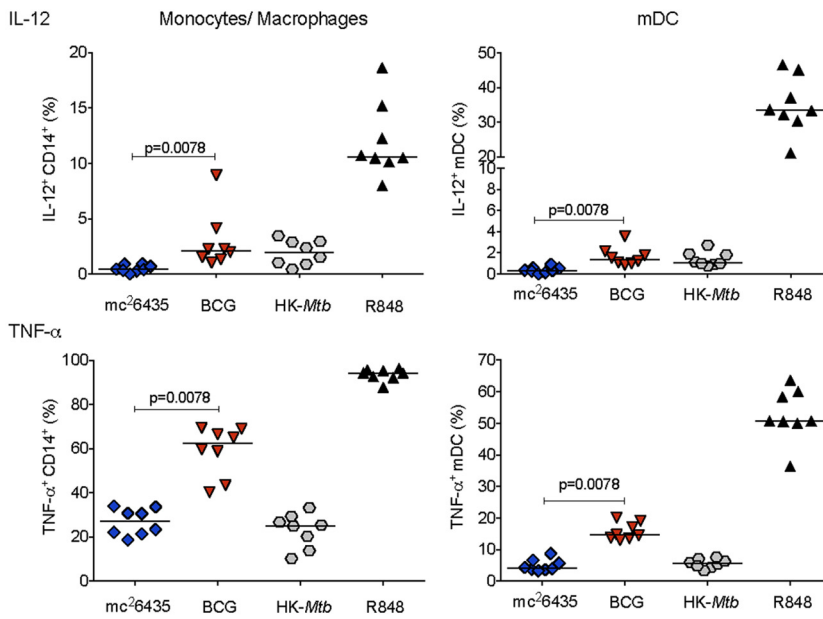 IL-12
Monocytes/ Macrophages
mDC
IL-12⁺ CD14⁺ (%)
20
15
10
5
0
p=0.0078
mc²6435
BCG
HK-Mtb
R848
IL-12⁺ mDC (%)
50
40
30
20
10
8
6
4
2
0
p=0.0078
mc²6435
BCG
HK-Mtb
R848
TNF-α
TNF-α⁺ CD14⁺ (%)
100
80
60
40
20
0
p=0.0078
mc²6435
BCG
HK-Mtb
R848
TNF-α⁺ mDC (%)
70
60
50
40
30
20
10
0
p=0.0078
mc²6435
BCG
HK-Mtb
R848